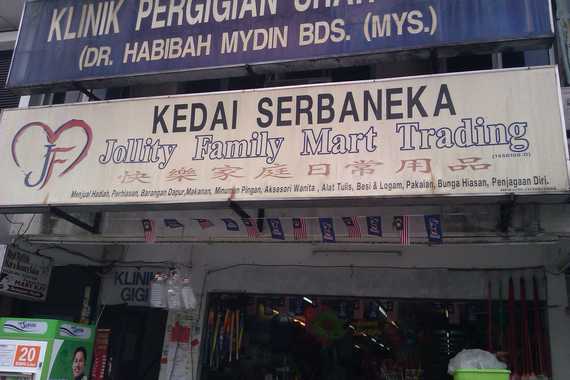 KLINIK PERGIGIAN
(DR. HABIBAH MYDIN BDS. (MYS.)
KEDAI SERBANEKA
JF
Jollity Family Mart Trading
快樂家庭日常用品
Menjual Hadiah, Perhiasan, Barangan Dapur, Makanan, Minuman Ringan, Aksesori Wanita, Alat Tulis, Besi & Logam, Pakaian, Bunga Hiasan, Penjagaan Diri.
KLINIK
GIGI
20